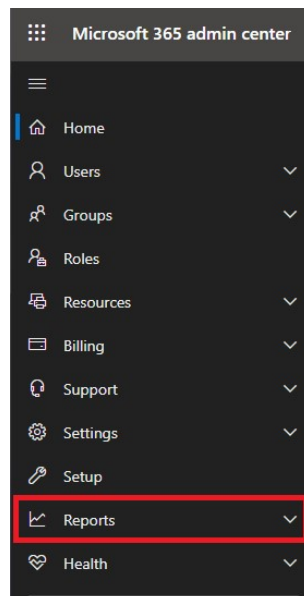 Microsoft 365 admin center
Home
Users
Groups
Roles
Resources
Billing
Support
Settings
Setup
Reports
Health